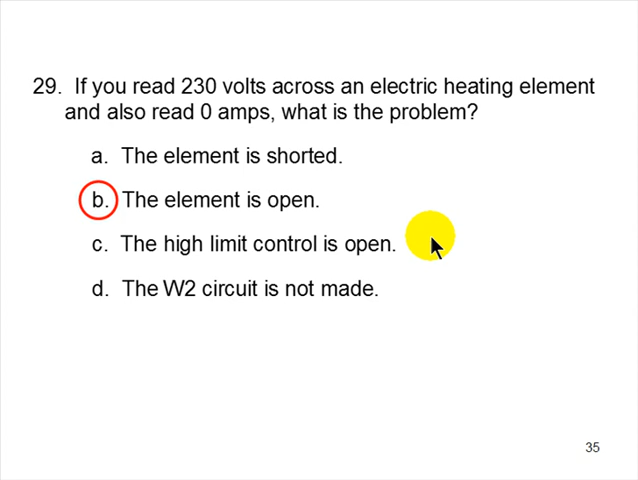 29. If you read 230 volts across an electric heating element
and also read 0 amps, what is the problem?
a. The element is shorted.
b. The element is open.
c. The high limit control is open.
d. The W2 circuit is not made.
35